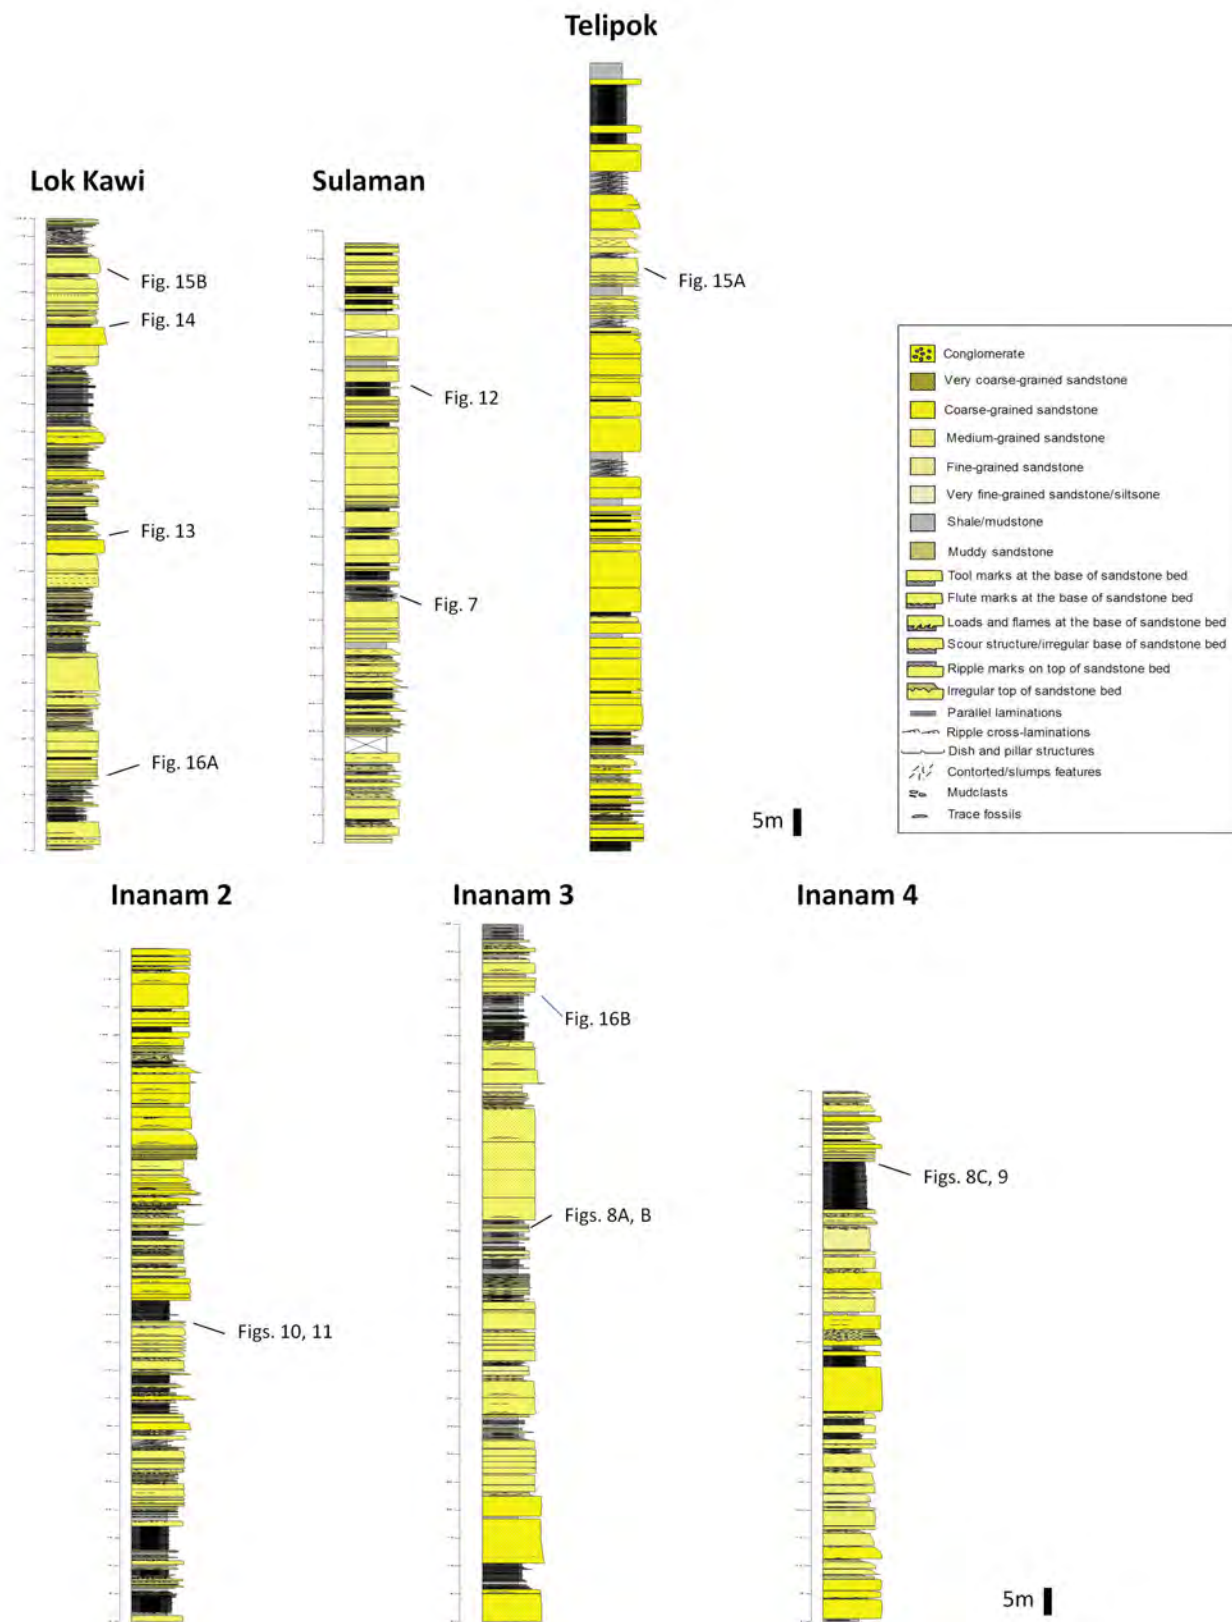 Telipok
Lok Kawi
Sulaman
Fig. 15B
Fig. 14
Fig. 13
Fig. 16A
Fig. 12
Fig. 7
Fig. 15A
Conglomerate
Very coarse-grained sandstone
Coarse-grained sandstone
Medium-grained sandstone
Fine-grained sandstone
Very fine-grained sandstone/siltsone
Shale/mudstone
Muddy sandstone
Tool marks at the base of sandstone bed
Flute marks at the base of sandstone bed
Loads and flames at the base of sandstone bed
Scour structure/irregular base of sandstone bed
Ripple marks on top of sandstone bed
Irregular top of sandstone bed
Parallel laminations
Ripple cross-laminations
Dish and pillar structures
Contorted/slumps features
Mudclasts
Trace fossils
5m
Inanam 2
Inanam 3
Inanam 4
Figs. 10, 11
Fig. 16B
Figs. 8A, B
Figs. 8C, 9
5m